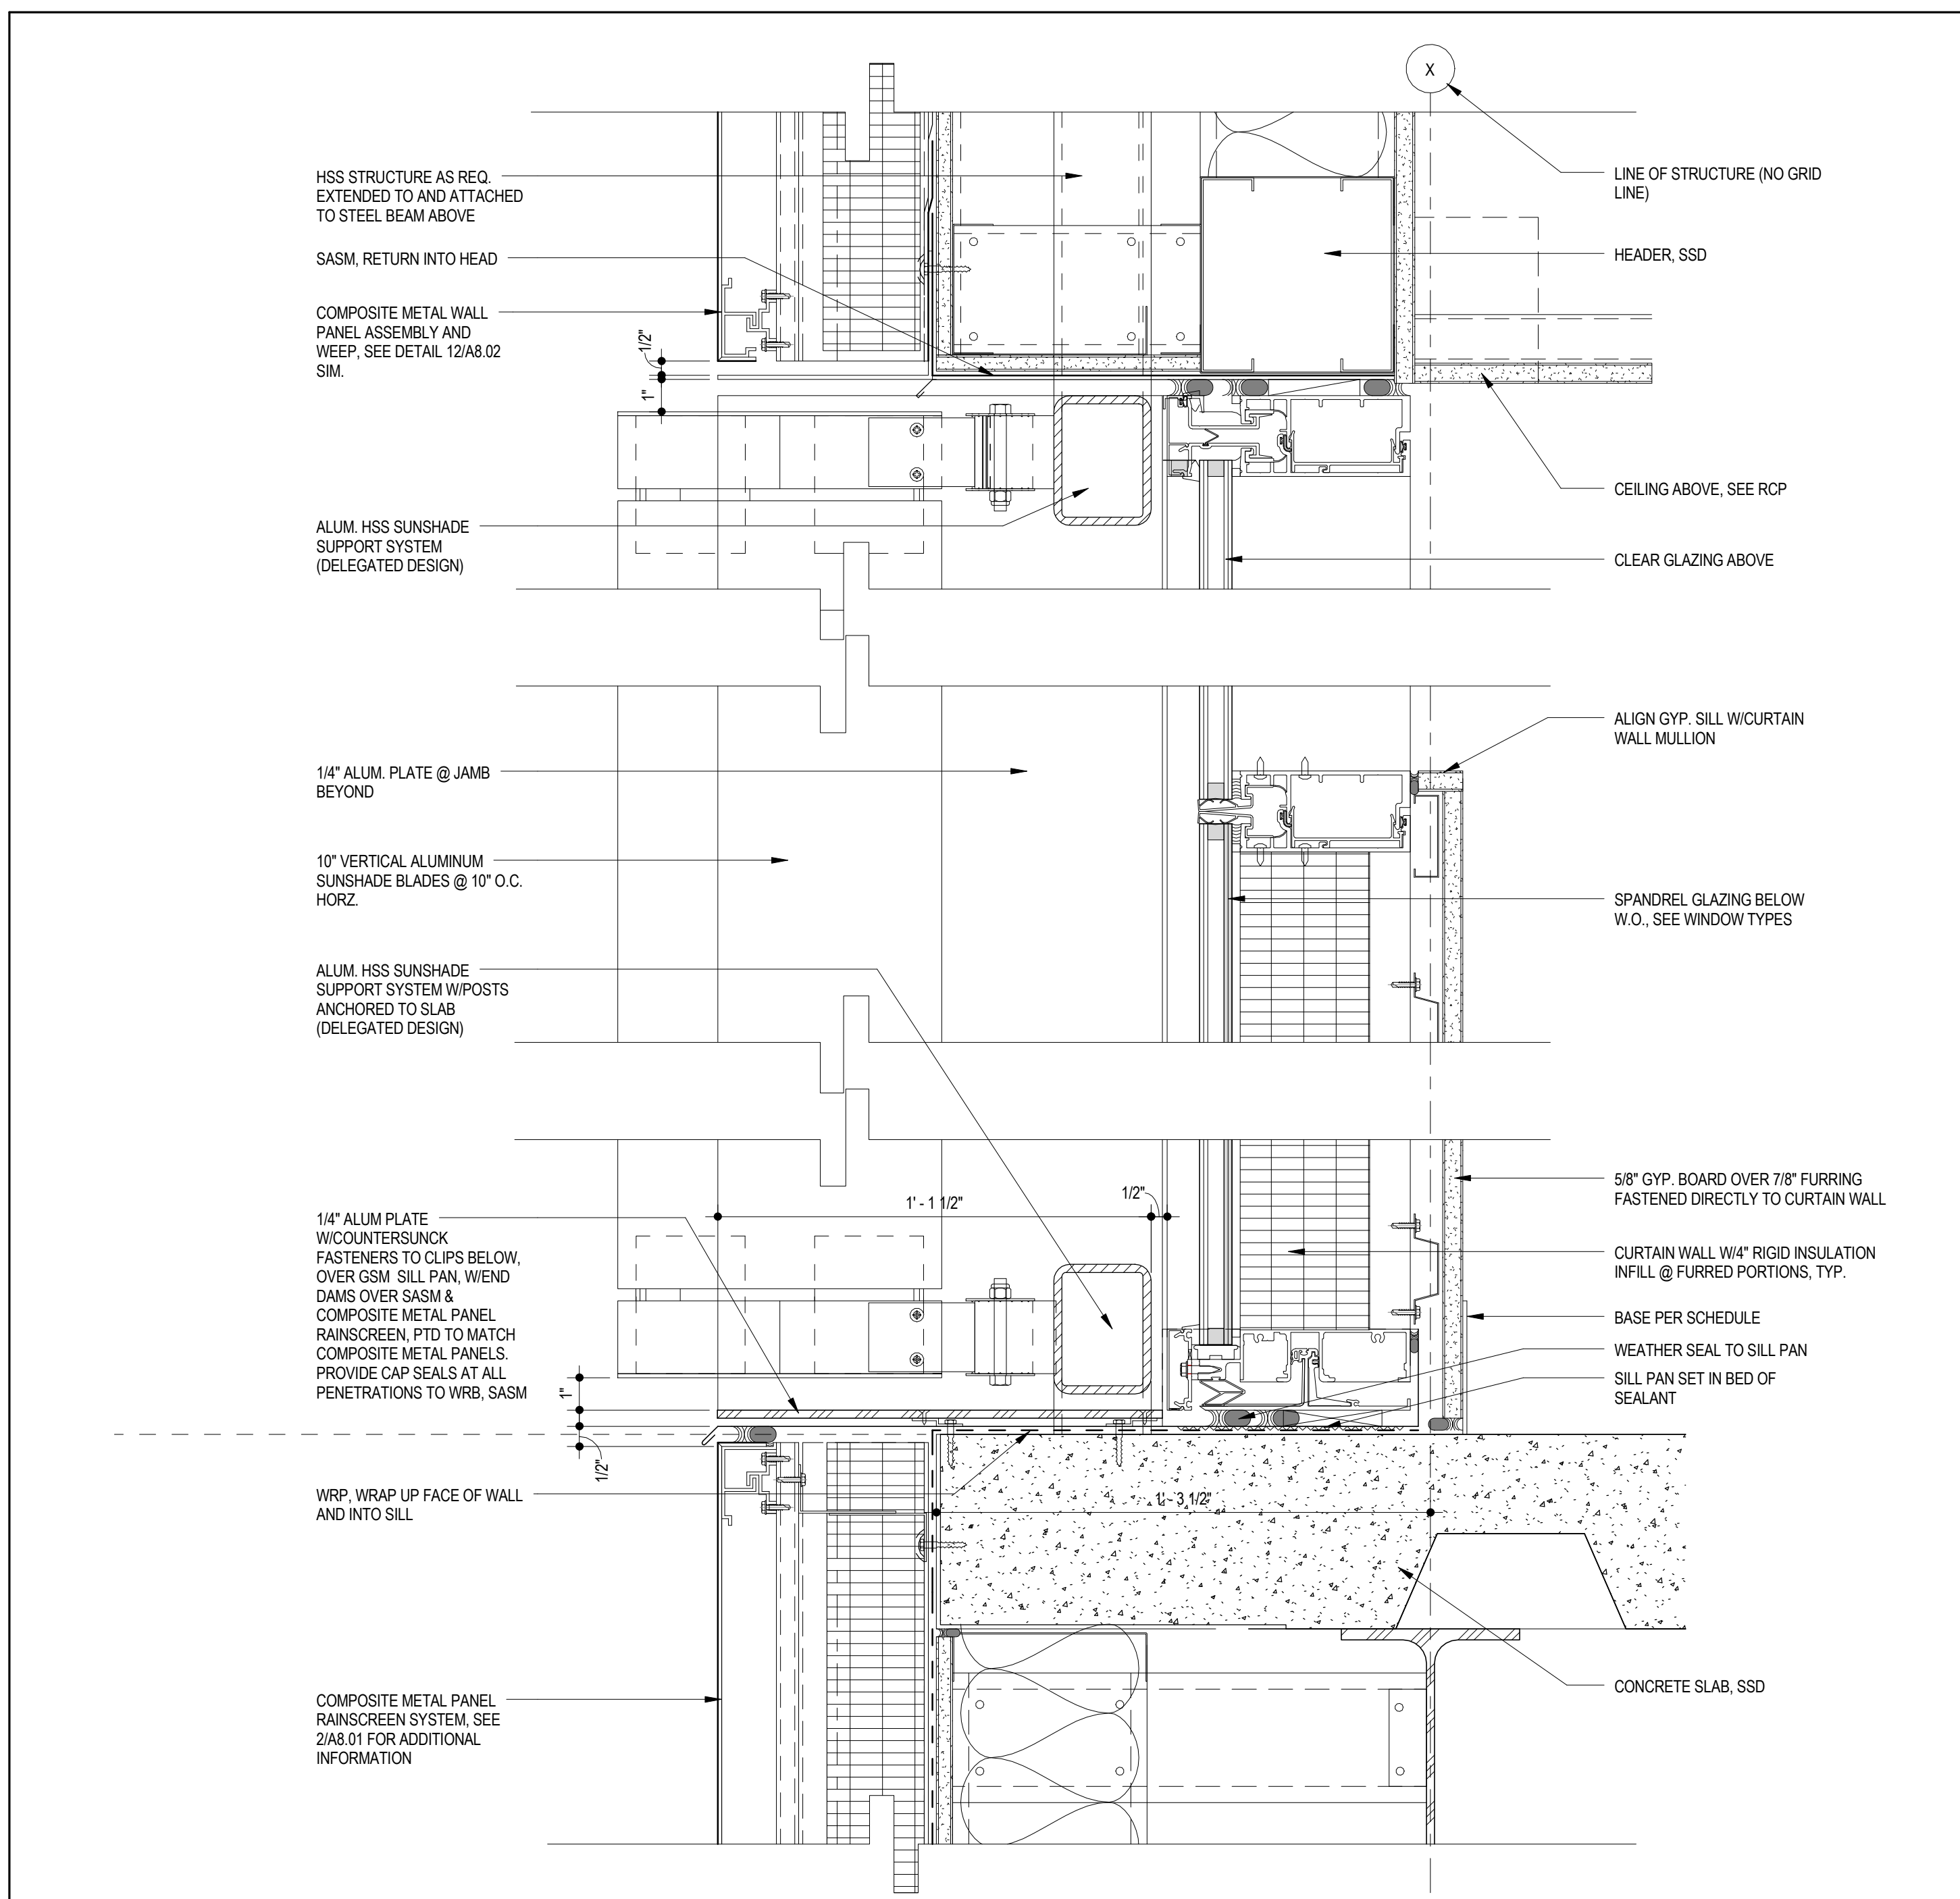 X
HSS STRUCTURE AS REQ.
EXTENDED TO AND ATTACHED
TO STEEL BEAM ABOVE
SASM, RETURN INTO HEAD
COMPOSITE METAL WALL
PANEL ASSEMBLY AND
WEEP, SEE DETAIL 12/A8.02
SIM.
1/2"
1"
ALUM. HSS SUNSHADE
SUPPORT SYSTEM
(DELEGATED DESIGN)
1/4" ALUM. PLATE @ JAMB
BEYOND
10" VERTICAL ALUMINUM
SUNSHADE BLADES @ 10" O.C.
HORZ.
ALUM. HSS SUNSHADE
SUPPORT SYSTEM W/POSTS
ANCHORED TO SLAB
(DELEGATED DESIGN)
1/4" ALUM PLATE
W/COUNTERSUNCK
FASTENERS TO CLIPS BELOW,
OVER GSM SILL PAN, W/END
DAMS OVER SASM &
COMPOSITE METAL PANEL
RAINSCREEN, PTD TO MATCH
COMPOSITE METAL PANELS.
PROVIDE CAP SEALS AT ALL
PENETRATIONS TO WRB, SASM
1' - 1 1/2"
1/2"
1"
1/2"
WRP, WRAP UP FACE OF WALL
AND INTO SILL
1' - 3 1/2"
COMPOSITE METAL PANEL
RAINSCREEN SYSTEM, SEE
2/A8.01 FOR ADDITIONAL
INFORMATION
LINE OF STRUCTURE (NO GRID
LINE)
HEADER, SSD
CEILING ABOVE, SEE RCP
CLEAR GLAZING ABOVE
ALIGN GYP. SILL W/CURTAIN
WALL MULLION
SPANDREL GLAZING BELOW
W.O., SEE WINDOW TYPES
5/8" GYP. BOARD OVER 7/8" FURRING
FASTENED DIRECTLY TO CURTAIN WALL
CURTAIN WALL W/4" RIGID INSULATION
INFILL @ FURRED PORTIONS, TYP.
BASE PER SCHEDULE
WEATHER SEAL TO SILL PAN
SILL PAN SET IN BED OF
SEALANT
CONCRETE SLAB, SSD